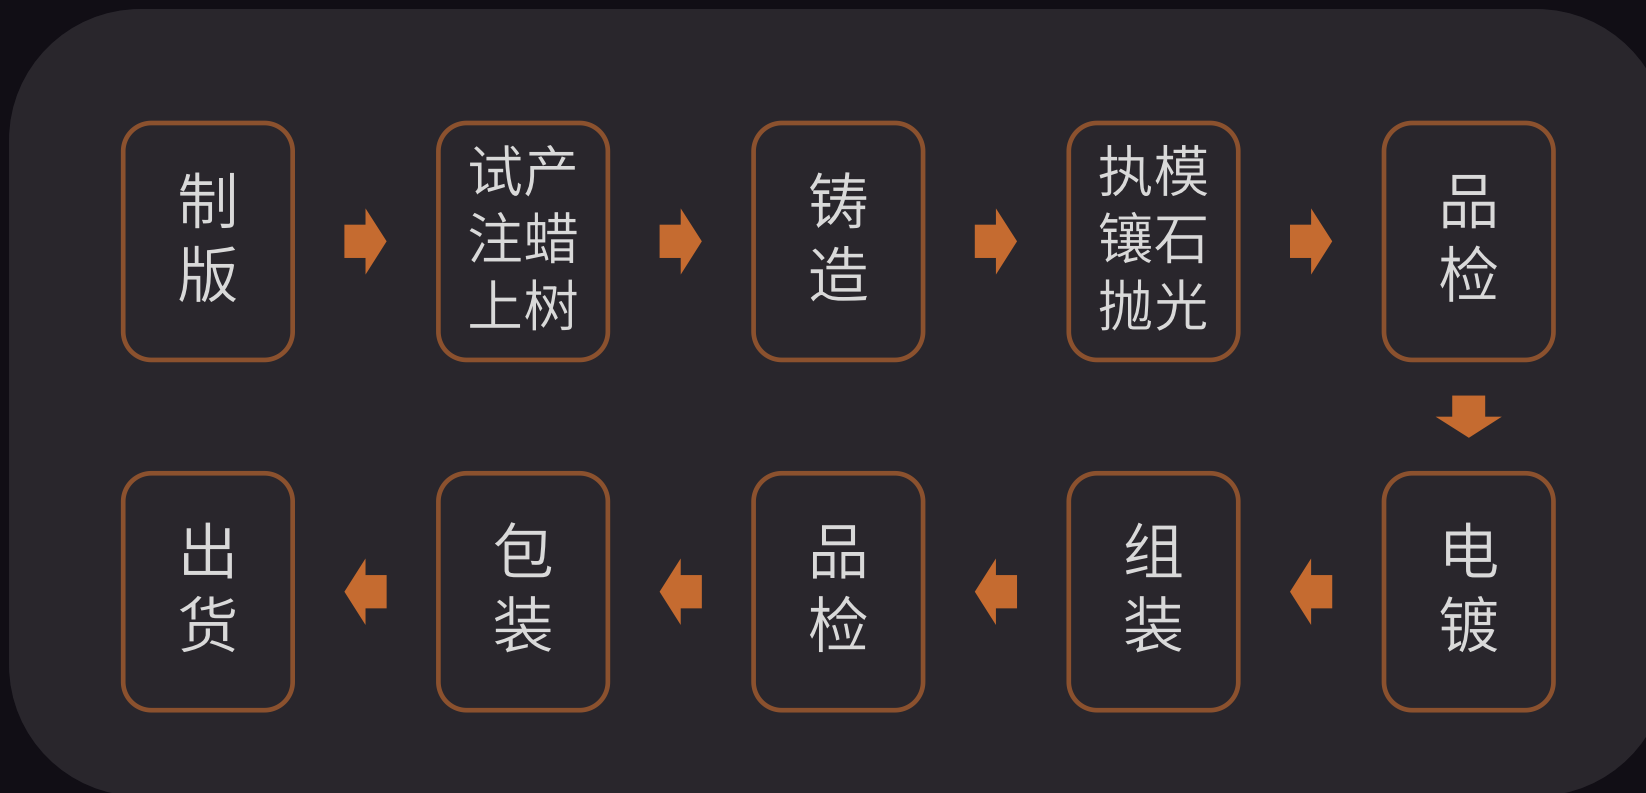 制
版
试产
注蜡
上树
铸
造
执模
镶石
抛光
品
检
电
镀
组
装
品
检
包
装
出
货